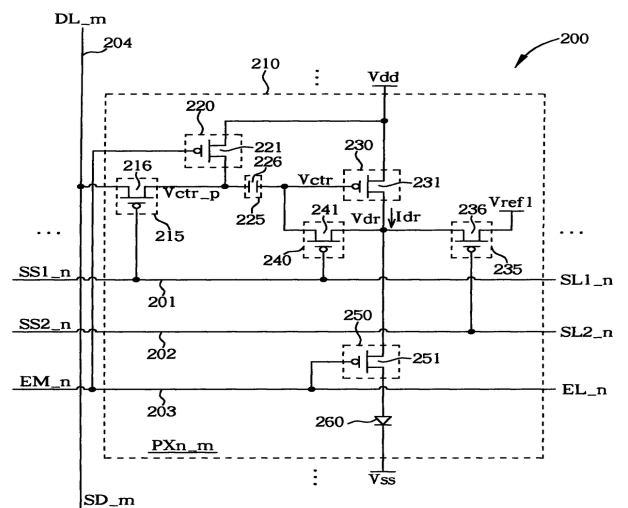 DL_m
204
200
210
Vdd
220
221
230
216
226
Vctr_p
Vctr
231
225
Vref1
241
Vdr
Idr
236
215
240
235
SS1_n
201
SL1_n
SS2_n
202
SL2_n
250
251
EM_n
203
EL_n
260
PXn_m
Vss
SD_m